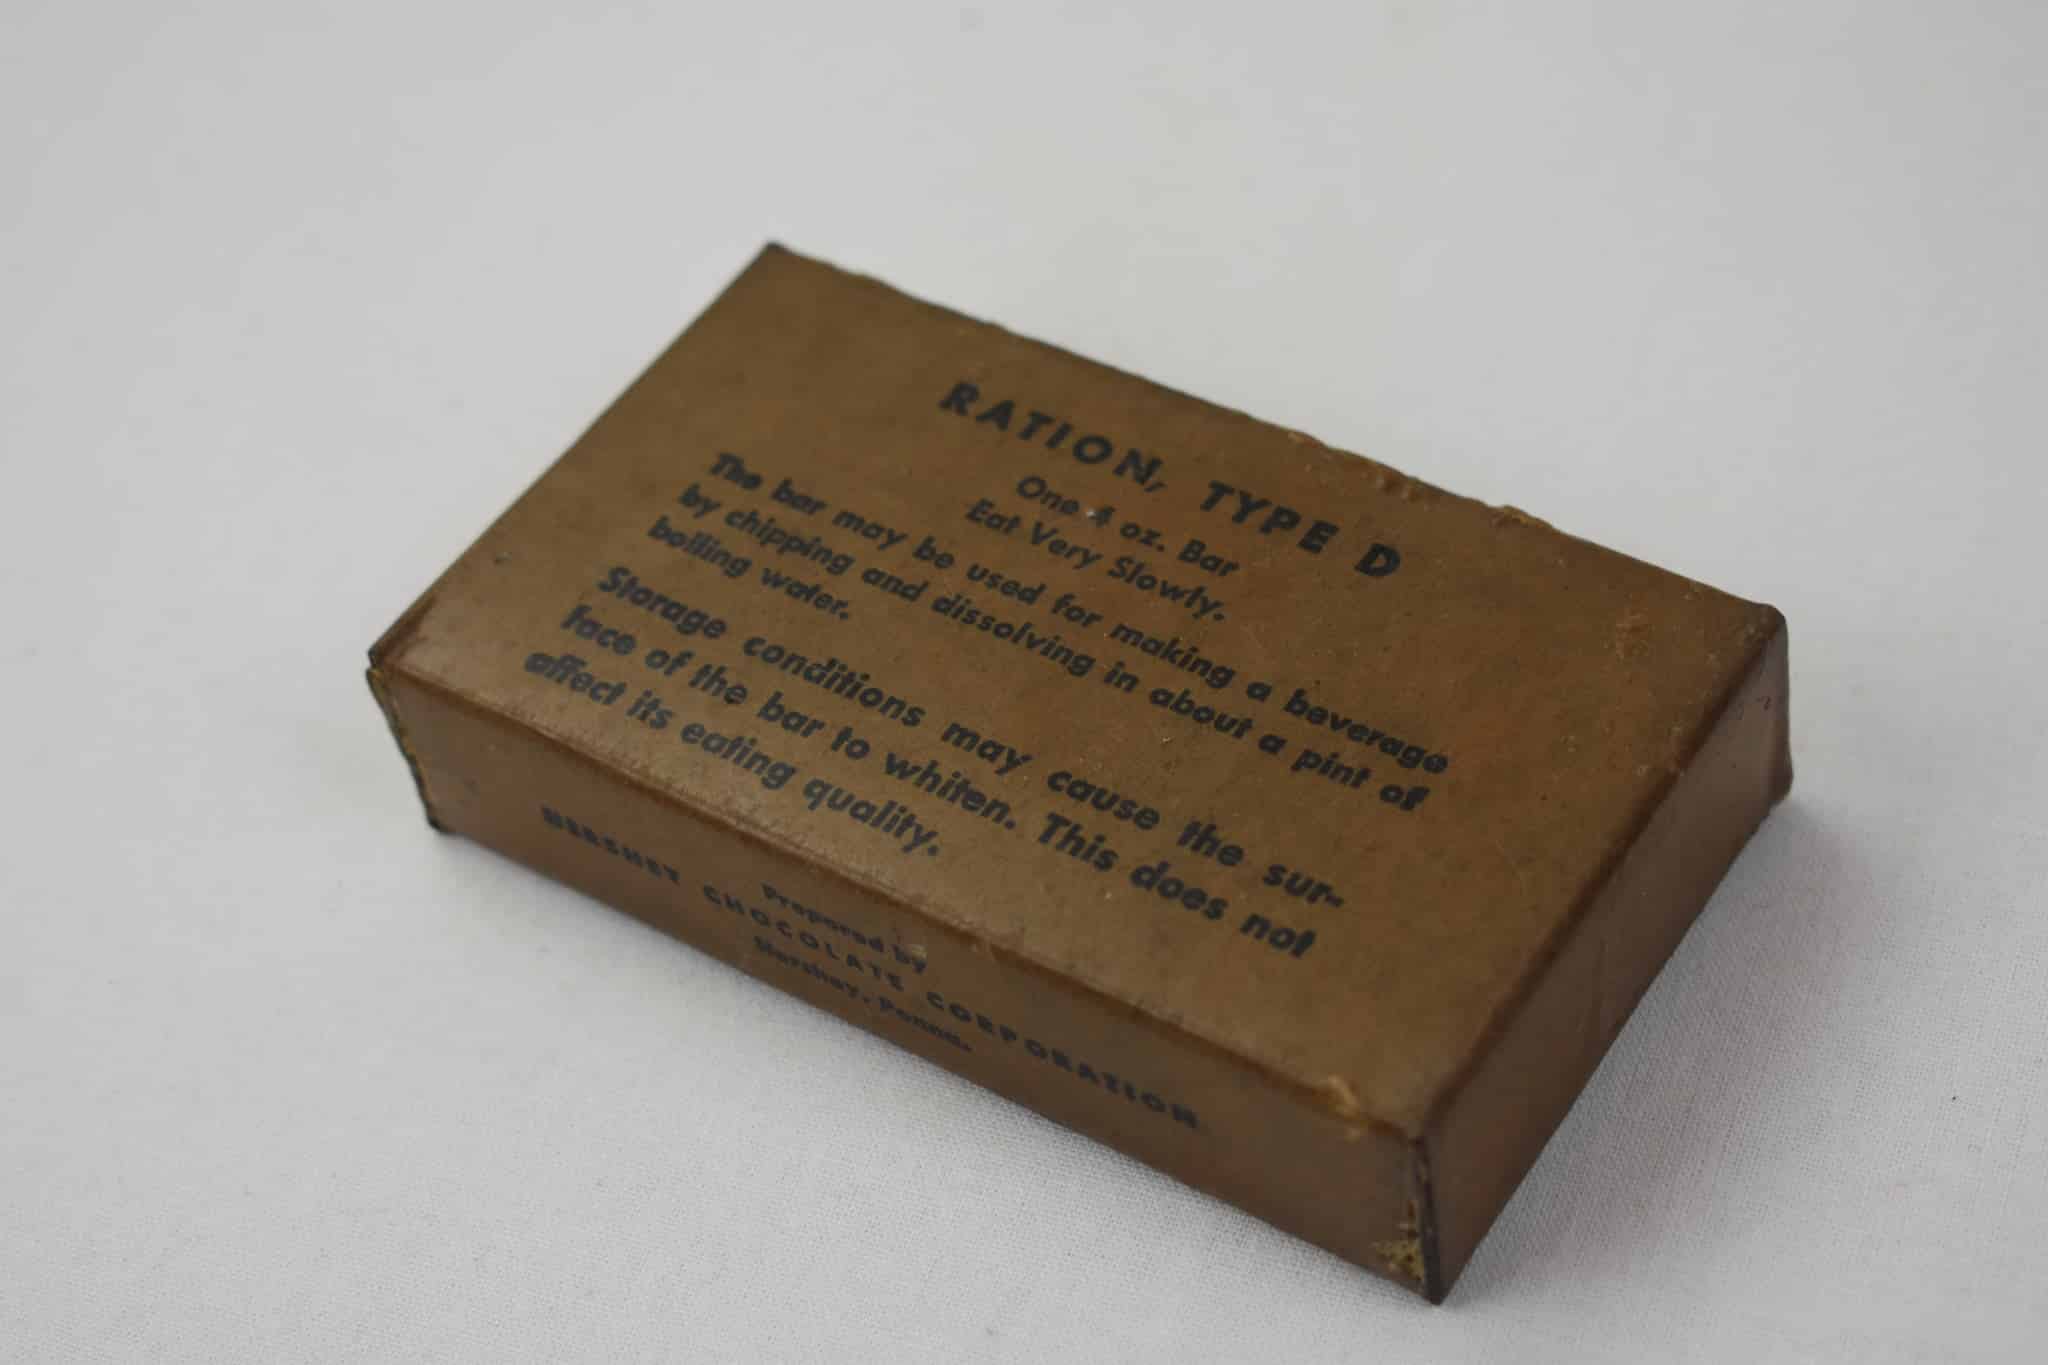 RATION, TYPE D
One 4 oz. Bar
Eat Very Slowly.
The bar may be used for making a beverage
by chipping and dissolving in about a pint of
boiling water.
Storage conditions may cause the sur-
face of the bar to whiten. This does not
affect its eating quality.
Prepared by
HERSHEY CHOCOLATE CORPORATION
Hershey, Penna.